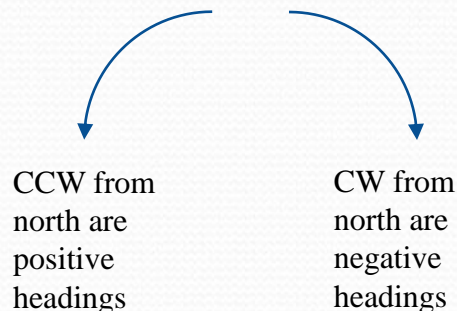 CCW from
north are
positive
headings
CW from
north are
negative
headings